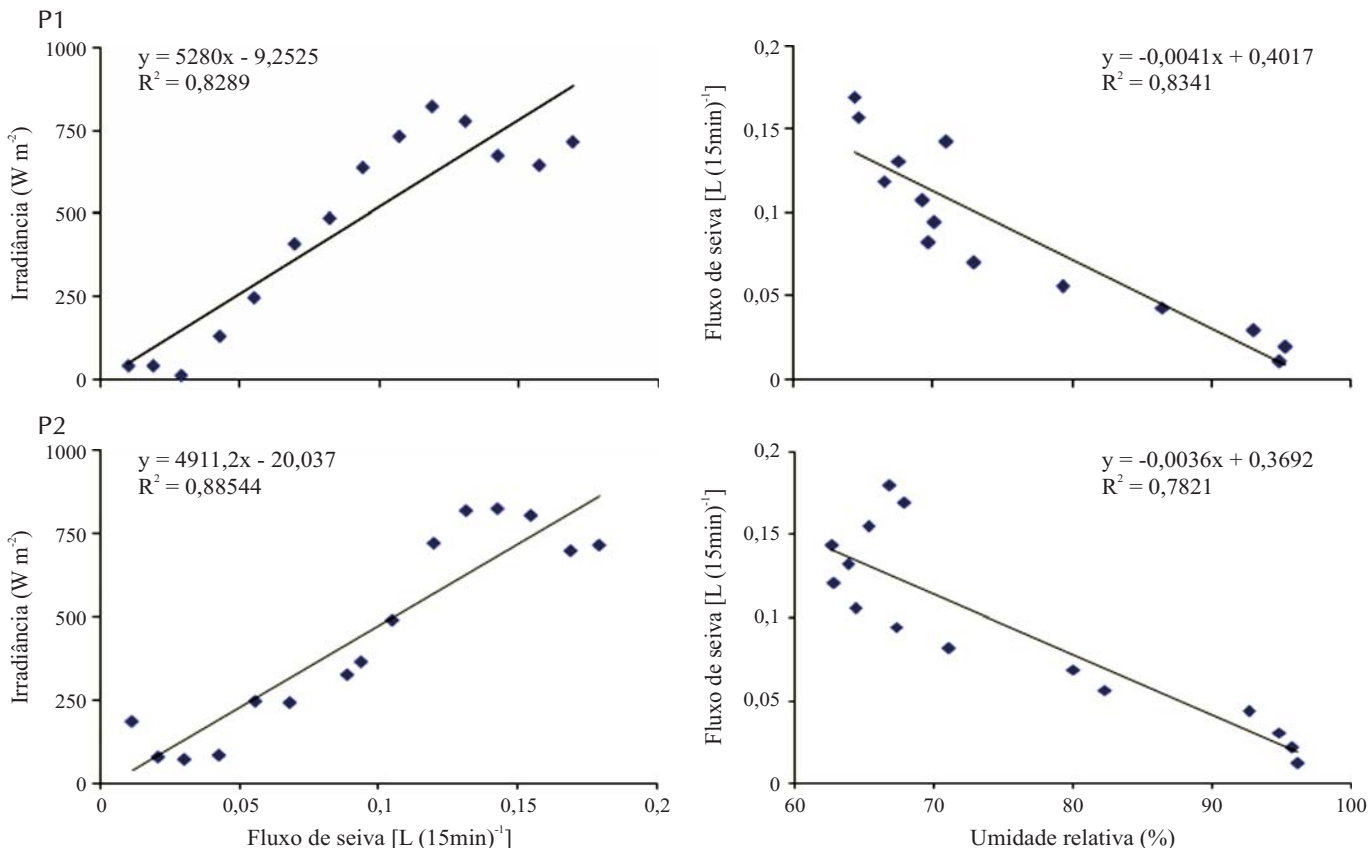 P1
y = 5280x - 9,2525
R² = 0,8289
Irradiância (W m⁻²)
1000
750
500
250
0
y = -0,0041x + 0,4017
R² = 0,8341
Fluxo de seiva [L (15min)⁻¹]
0,2
0,15
0,1
0,05
0
P2
y = 4911,2x - 20,037
R² = 0,88544
Irradiância (W m⁻²)
1000
750
500
250
0
0 0,05 0,1 0,15 0,2
Fluxo de seiva [L (15min)⁻¹]
y = -0,0036x + 0,3692
R² = 0,7821
Fluxo de seiva [L (15min)⁻¹]
0,2
0,15
0,1
0,05
0
60 70 80 90 100
Umidade relativa (%)